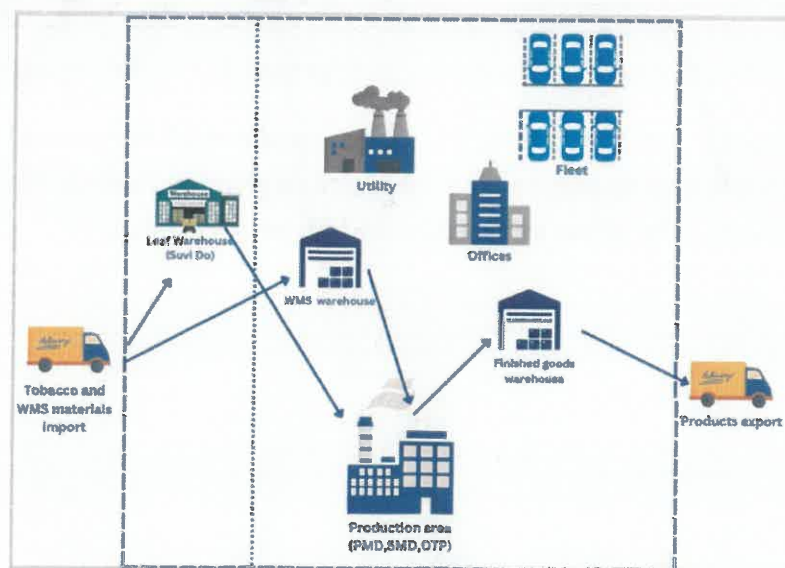 Utility
Fleet
Warehouse
Leaf Warehouse
(Suvi Do)
Offices
WMS warehouse
Finished goods
warehouse
Tobacco and
WMS materials
import
Products export
Production area
(PMD,SMD,OTP)